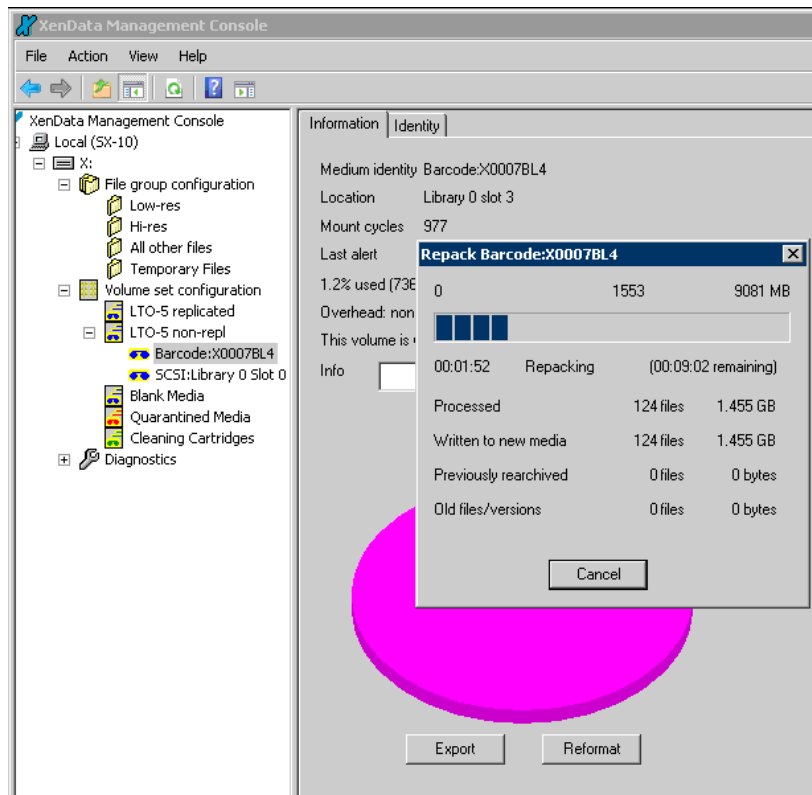 XenData Management Console
File Action View Help
XenData Management Console
Local (SX-10)
X:
File group configuration
Low-res
Hi-res
All other files
Temporary Files
Volume set configuration
LTO-5 replicated
LTO-5 non-repl
Barcode:X0007BL4
SCSI:Library 0 Slot 0
Blank Media
Quarantined Media
Cleaning Cartridges
Diagnostics
Information Identity
Medium identity Barcode:X0007BL4
Location Library 0 slot 3
Mount cycles 977
Last alert
1.2% used (736
Overhead: non
This volume is
Info
Repack Barcode:X0007BL4
0 1553 9081 MB
00:01:52 Repacking (00:09:02 remaining)
Processed 124 files 1.455 GB
Written to new media 124 files 1.455 GB
Previously rearchived 0 files 0 bytes
Old files/versions 0 files 0 bytes
Cancel
Export Reformat